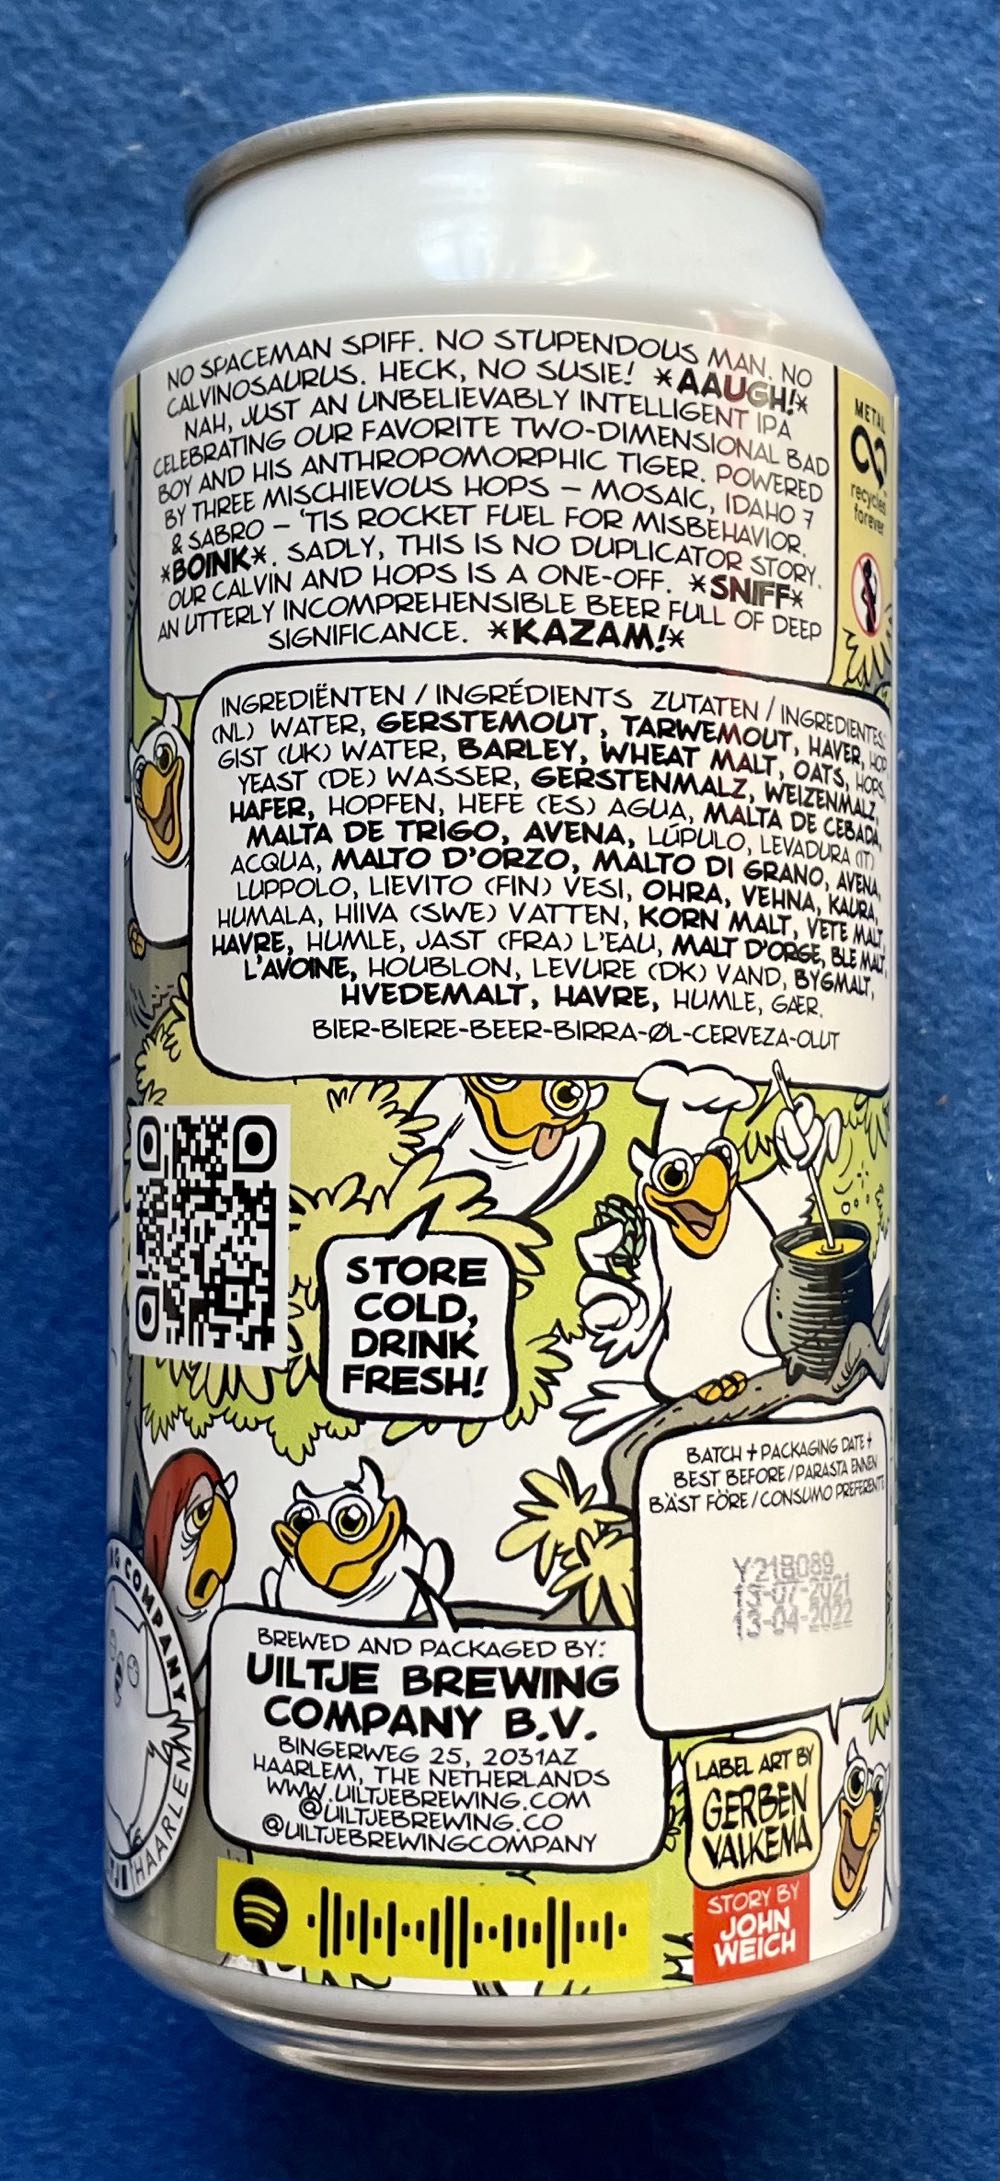 NO SPACEMAN SPIFF. NO STUPENDOUS MAN. NO
CALVINOSAURUS. HECK, NO SUSIE! *AAUGH!*
NAH, JUST AN UNBELIEVABLY INTELLIGENT IPA
CELEBRATING OUR FAVORITE TWO-DIMENSIONAL BAD
BOY AND HIS ANTHROPOMORPHIC TIGER. POWERED
BY THREE MISCHIEVOUS HOPS – MOSAIC, IDAHO 7
& SABRO – 'TIS ROCKET FUEL FOR MISBEHAVIOR.
*BOINK*. SADLY, THIS IS NO DUPLICATOR STORY.
OUR CALVIN AND HOPS IS A ONE-OFF. *SNIFF*
AN UTTERLY INCOMPREHENSIBLE BEER FULL OF DEEP
SIGNIFICANCE. *KAZAM!*
METAL
recycles
forever
INGREDIËNTEN / INGRÉDIENTS ZUTATEN / INGREDIENTES
(NL) WATER, GERSTEMOUT, TARWEMOUT, HAVER, HOP
GIST (UK) WATER, BARLEY, WHEAT MALT, OATS, HOPS,
YEAST (DE) WASSER, GERSTENMALZ, WEIZENMALZ,
HAFER, HOPFEN, HEFE (ES) AGUA, MALTA DE CEBADA,
MALTA DE TRIGO, AVENA, LÚPULO, LEVADURA (IT)
ACQUA, MALTO D'ORZO, MALTO DI GRANO, AVENA,
LUPPOLO, LIEVITO (FIN) VESI, OHRA, VEHNA, KAURA,
HUMALA, HIIVA (SWE) VATTEN, KORN MALT, VETE MALT,
HAVRE, HUMLE, JAST (FRA) L'EAU, MALT D'ORGE, BLE MALT,
L'AVOINE, HOUBLON, LEVURE (DK) VAND, BYGMALT,
HVEDEMALT, HAVRE, HUMLE, GÆR.
BIER-BIERE-BEER-BIRRA-ØL-CERVEZA-OLUT
STORE
COLD,
DRINK
FRESH!
BATCH + PACKAGING DATE +
BEST BEFORE / PARASTA ENNEN
BÄST FÖRE / CONSUMO PREFERENTE
Y21B089
13-07-2021
13-04-2022
COMPANY
HAARLEM
BREWED AND PACKAGED BY:
UILTJE BREWING
COMPANY B.V.
BINGERWEG 25, 2031AZ
HAARLEM, THE NETHERLANDS
WWW.UILTJEBREWING.COM
@UILTJEBREWING.CO
@UILTJEBREWINGCOMPANY
LABEL ART BY
GERBEN
VALKEMA
STORY BY
JOHN
WEICH